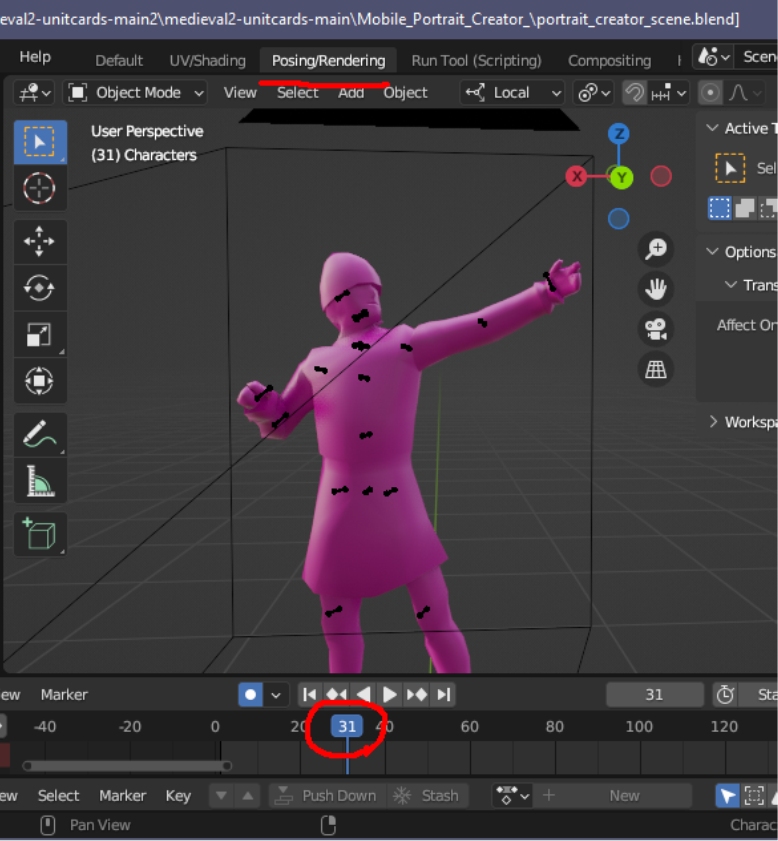 eval2-unitcards-main2\medieval2-unitcards-main\Mobile_Portrait_Creator_\portrait_creator_scene.blend]
Help Default UV/Shading Posing/Rendering Run Tool (Scripting) Compositing Scen
Object Mode View Select Add Object Local
User Perspective
(31) Characters
Z
X
Y
Active T
Sel
Options
Trans
Affect On
Workspa
ew Marker 31 Sta
-40 -20 0 20 31 40 60 80 100 120
ew Select Marker Key Push Down Stash New
Pan View Charac